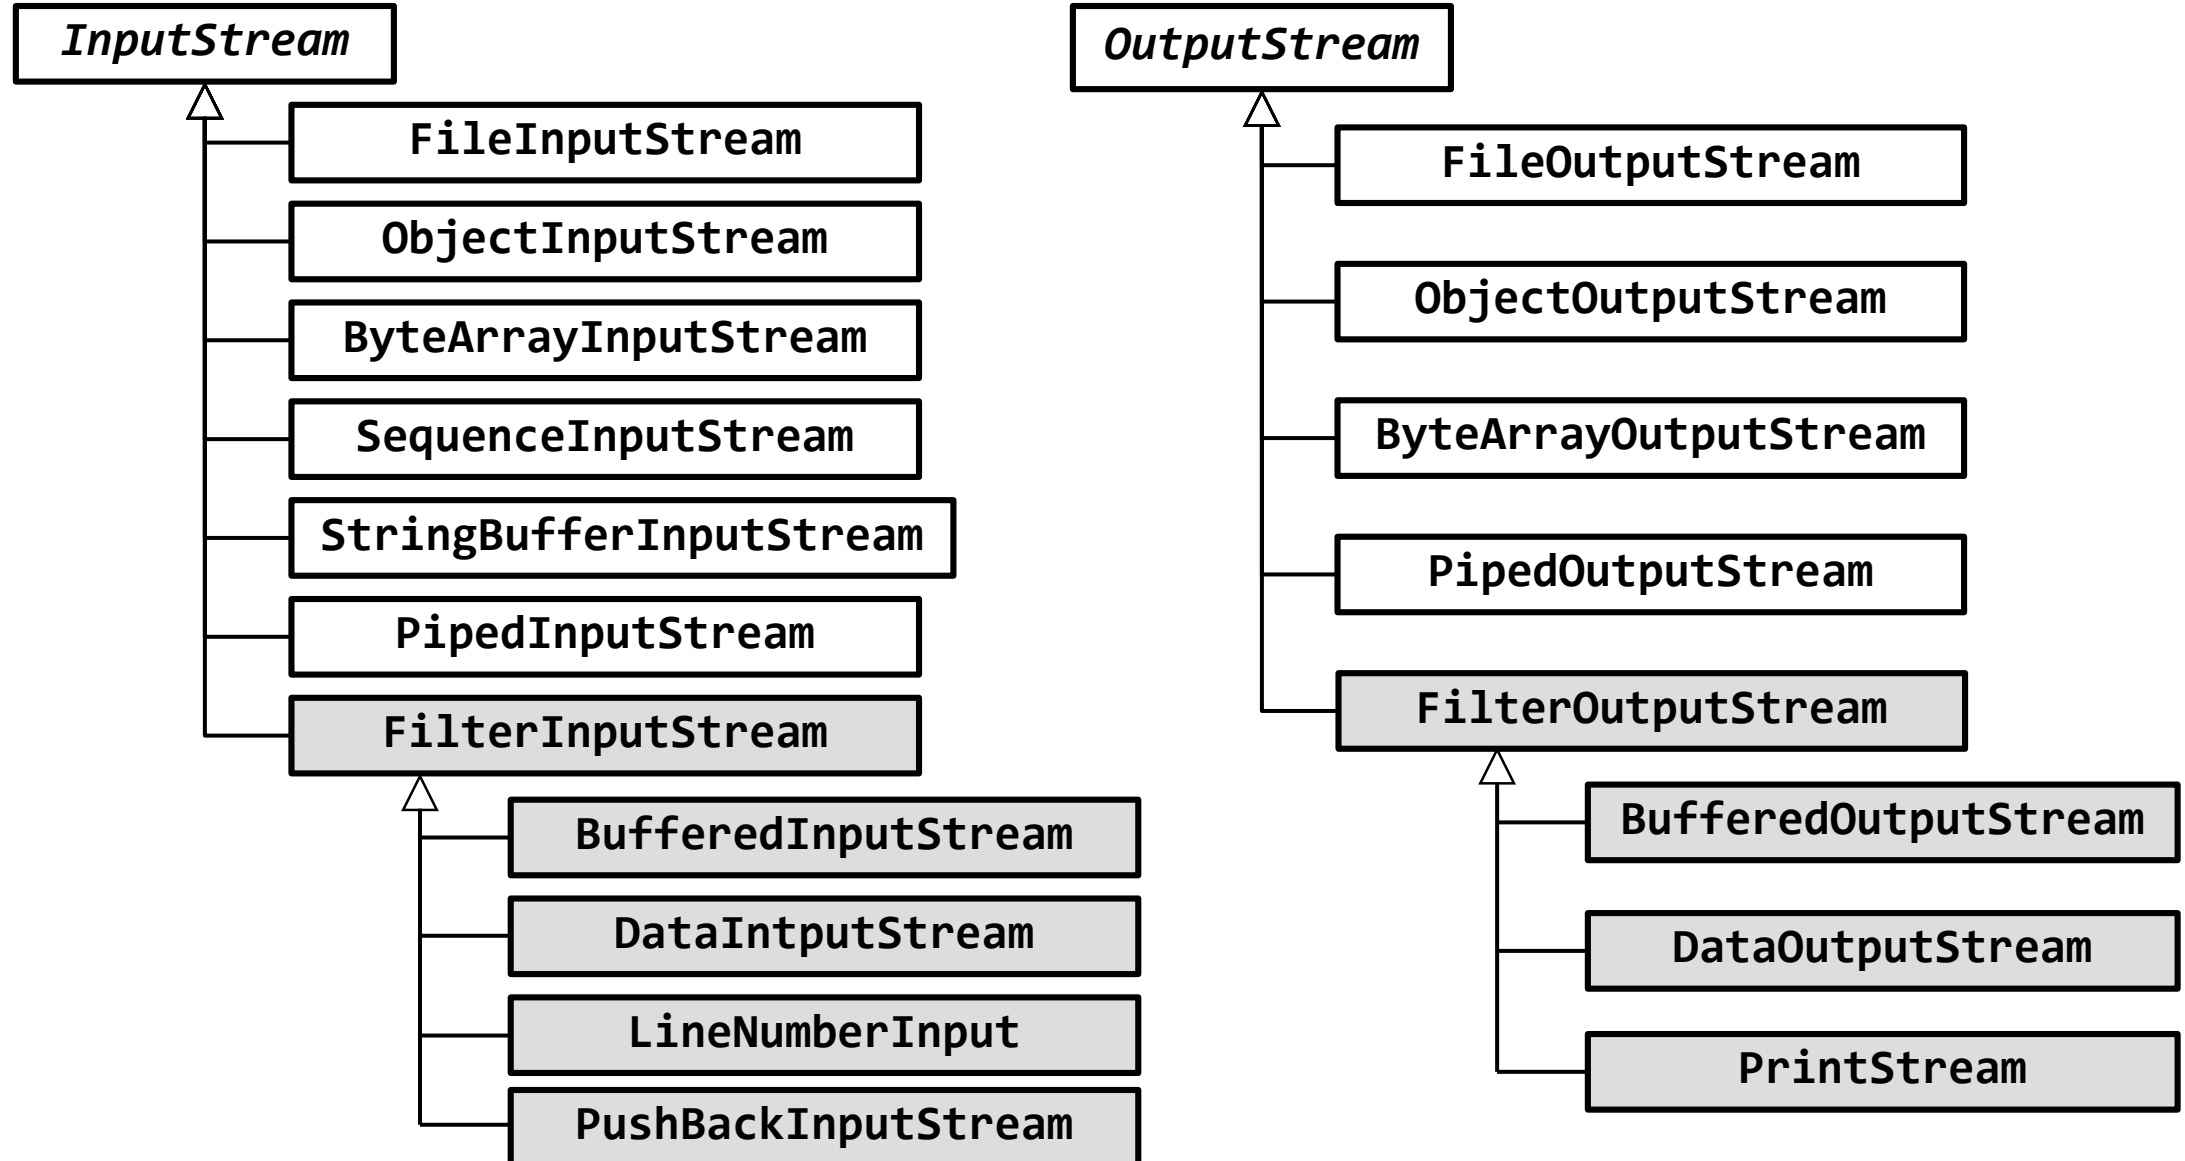 InputStream
FileInputStream
ObjectInputStream
ByteArrayInputStream
SequenceInputStream
StringBufferInputStream
PipedInputStream
FilterInputStream
BufferedInputStream
DataIntputStream
LineNumberInput
PushBackInputStream
OutputStream
FileOutputStream
ObjectOutputStream
ByteArrayOutputStream
PipedOutputStream
FilterOutputStream
BufferedOutputStream
DataOutputStream
PrintStream